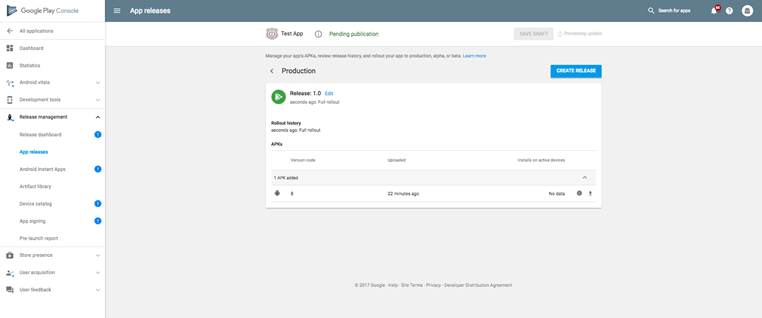 Google Play Console
App releases
Search for apps
All applications
Dashboard
Statistics
Android vitals
Development tools
Release management
Release dashboard
App releases
Android Instant Apps
Artifact library
Device catalog
App signing
Pre-launch report
Store presence
User acquisition
User feedback
Test App
Pending publication
SAVE DRAFT
Processing update
Manage your app's APKs, review release history, and rollout your app to production, alpha, or beta. Learn more
Production
CREATE RELEASE
Release: 1.0 Edit
seconds ago: Full rollout
Rollout history
seconds ago: Full rollout
APKs
Version code Uploaded Installs on active devices
1 APK added
22 minutes ago No data
© 2017 Google · Help · Site Terms · Privacy · Developer Distribution Agreement